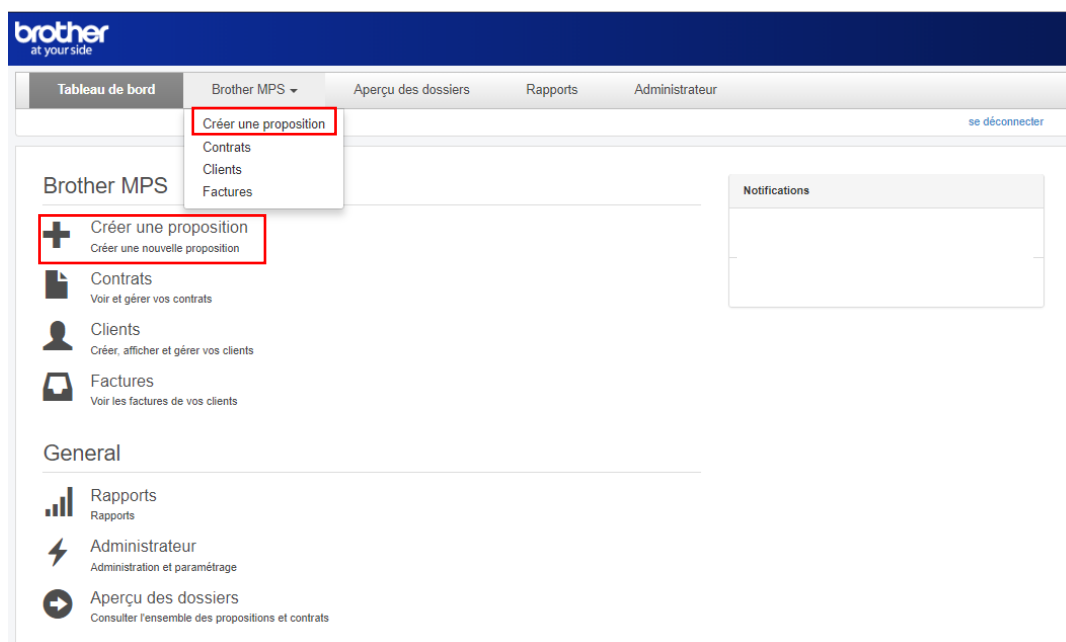 brother
at your side
Tableau de bord Brother MPS Aperçu des dossiers Rapports Administrateur
Créer une proposition
Contrats
Clients
Factures
se déconnecter
Brother MPS
Créer une proposition
Créer une nouvelle proposition
Contrats
Voir et gérer vos contrats
Clients
Créer, afficher et gérer vos clients
Factures
Voir les factures de vos clients
Notifications
General
Rapports
Rapports
Administrateur
Administration et paramétrage
Aperçu des dossiers
Consulter l'ensemble des propositions et contrats